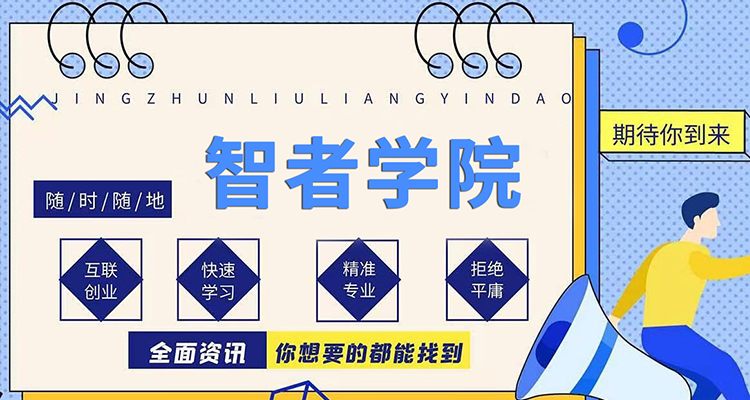 JINGZHUNLIULIANGYINDAO
智者学院
期待你到来
随/时/随/地
互联
创业
快速
学习
精准
专业
拒绝
平庸
全面资讯 你想要的都能找到